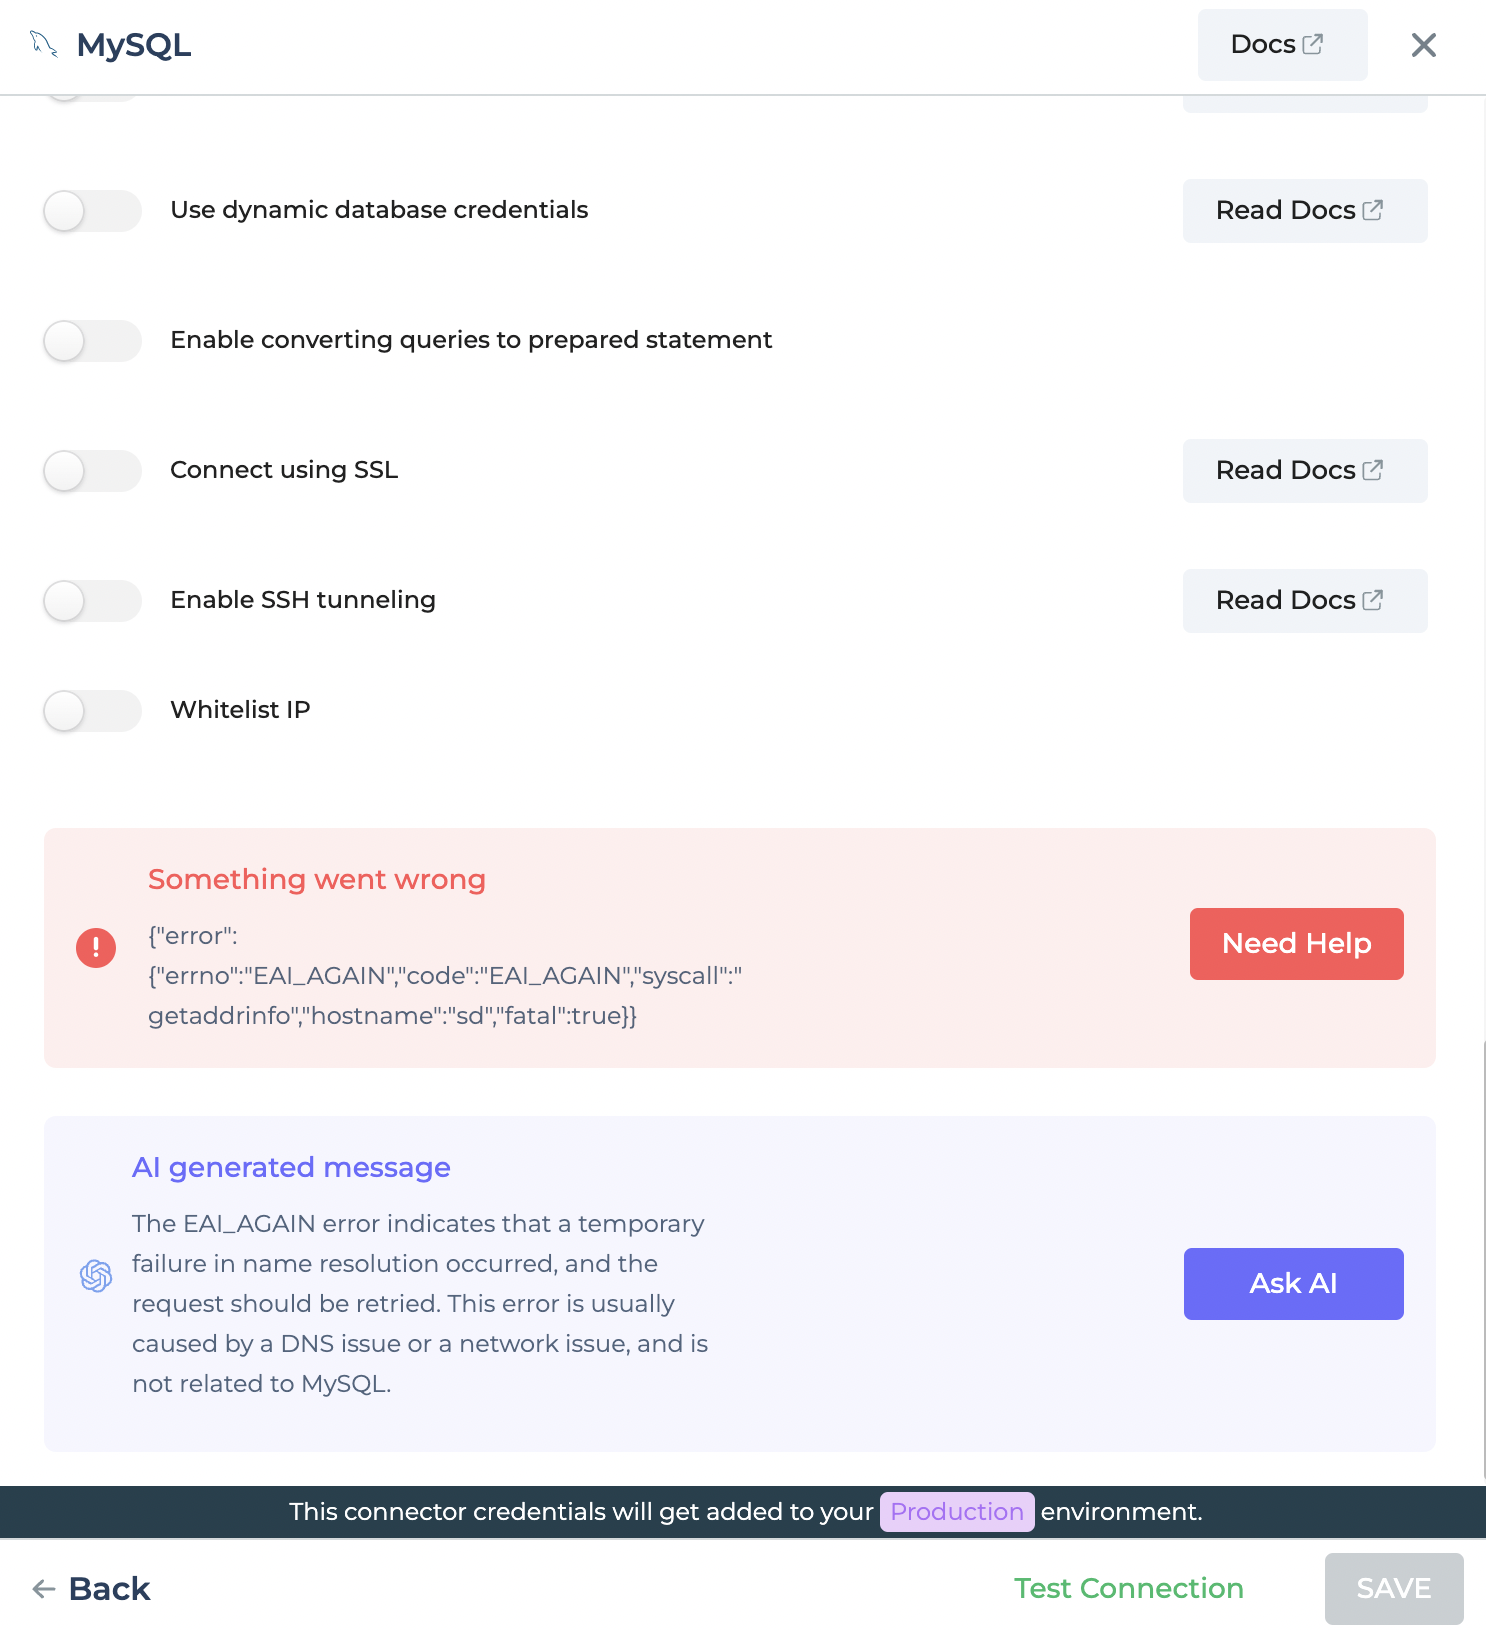 MySQL
Docs
Use dynamic database credentials
Read Docs
Enable converting queries to prepared statement
Connect using SSL
Read Docs
Enable SSH tunneling
Read Docs
Whitelist IP
Something went wrong
{"error":
{"errno":"EAI_AGAIN","code":"EAI_AGAIN","syscall":"
getaddrinfo","hostname":"sd","fatal":true}}
Need Help
AI generated message
The EAI_AGAIN error indicates that a temporary
failure in name resolution occurred, and the
request should be retried. This error is usually
caused by a DNS issue or a network issue, and is
not related to MySQL.
Ask AI
This connector credentials will get added to your Production environment.
Back
Test Connection
SAVE